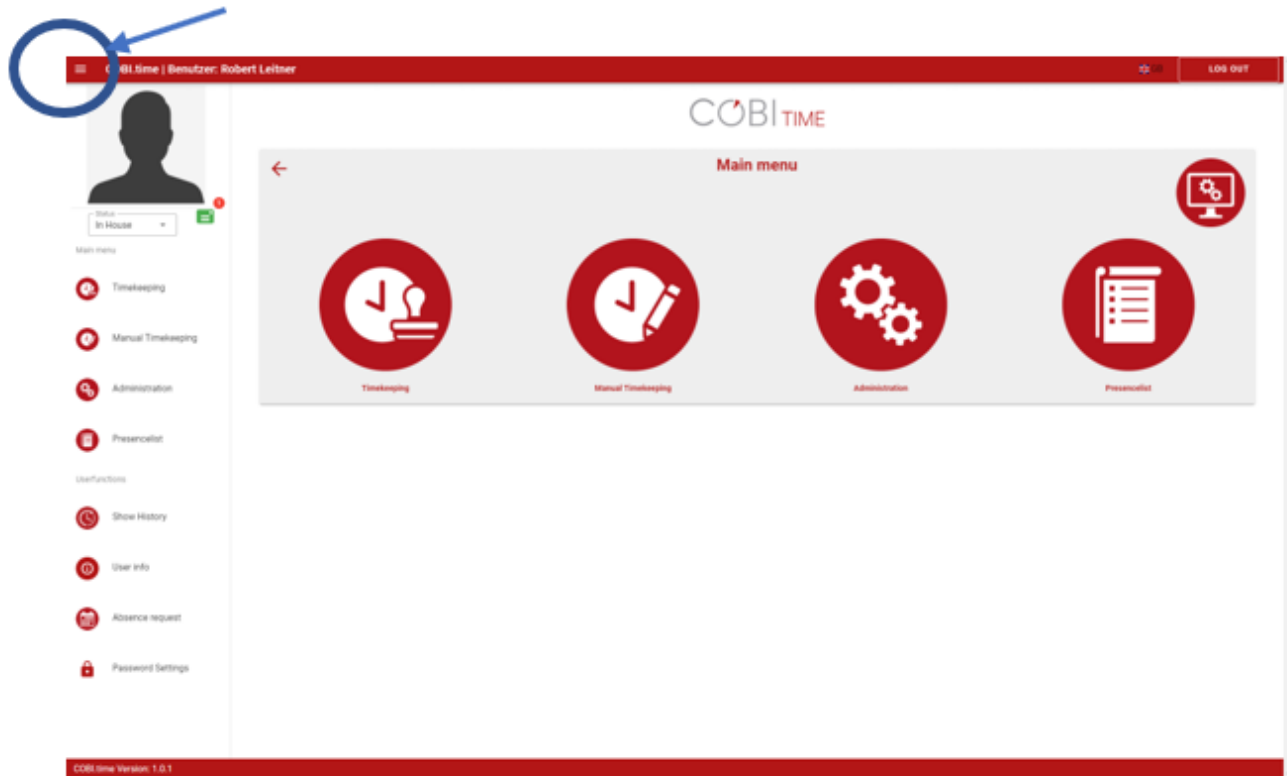 COBI.time | Benutzer: Robert Leitner
GB
LOG OUT
COBI TIME
Main menu
1
Status
In House
Main menu
Timekeeping
Manual Timekeeping
Administration
Presencelist
Timekeeping
Manual Timekeeping
Administration
Presencelist
Userfunctions
Show History
User info
Absence request
Password Settings
COBI.time Version: 1.0.1